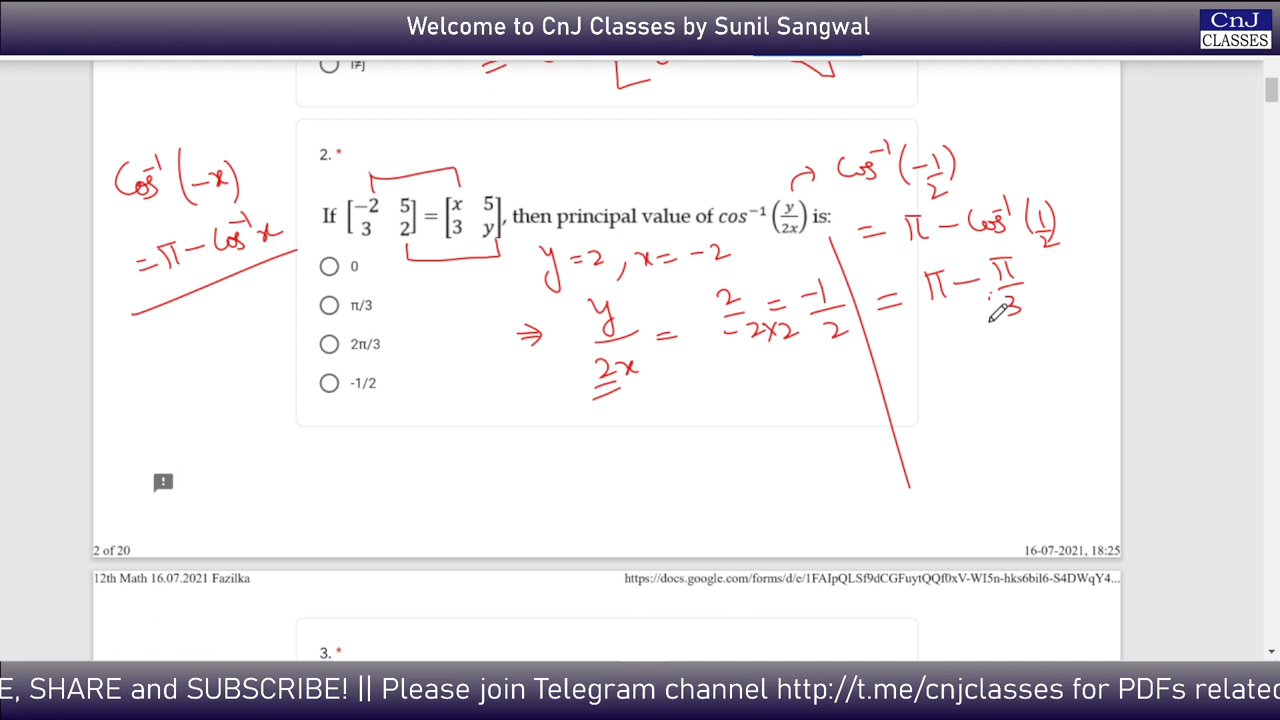 Welcome to CnJ Classes by Sunil Sangwal
CnJ
CLASSES
2. *
If [−2 5 3 2] = [x 5 3 y], then principal value of cos⁻¹ (y/2x) is:
0
π/3
2π/3
-1/2
Cos⁻¹ (−x)
= π − Cos⁻¹ x
y = 2 , x = −2
⇒ y/2x = 2/−2×2 = −1/2
Cos⁻¹ (−1/2)
= π − Cos⁻¹ (1/2)
= π − π/3
2 of 20
16-07-2021, 18:25
12th Math 16.07.2021 Fazilka
https://docs.google.com/forms/d/e/1FAIpQLSf9dCGFuytQQf0xV-WI5n-hks6bil6-S4DWqY4...
3. *
E, SHARE and SUBSCRIBE! || Please join Telegram channel http://t.me/cnjclasses for PDFs related